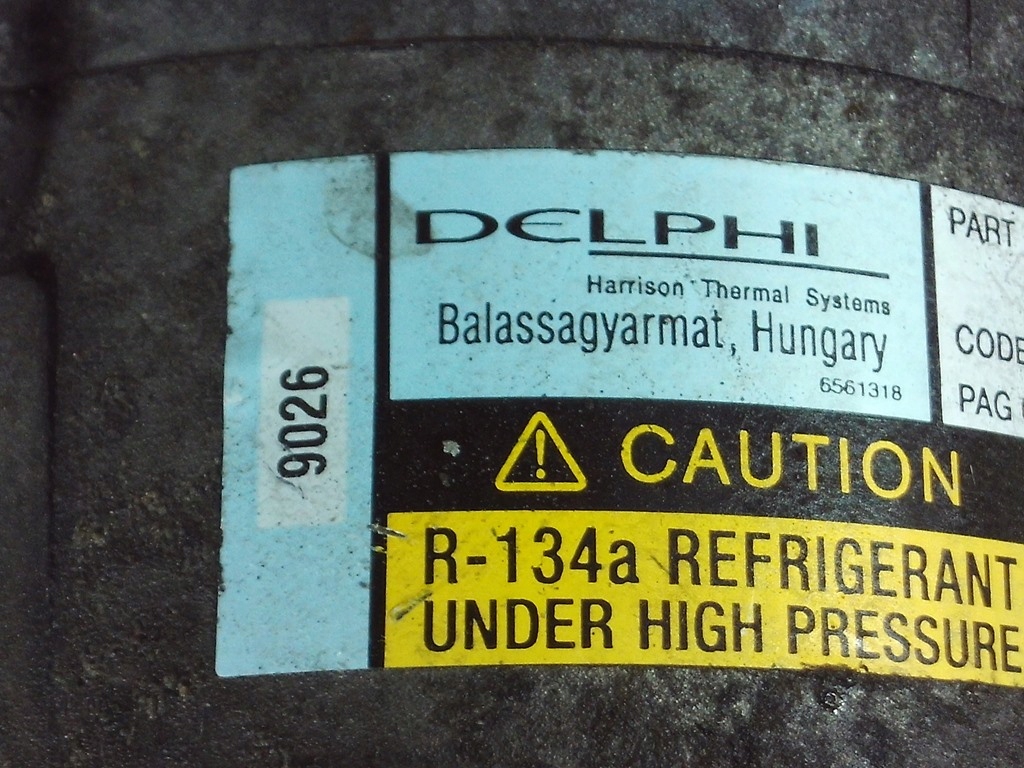 9026
DELPHI
Harrison Thermal Systems
Balassagyarmat, Hungary
6561318
PART
CODE
PAG
CAUTION
R-134a REFRIGERANT
UNDER HIGH PRESSURE